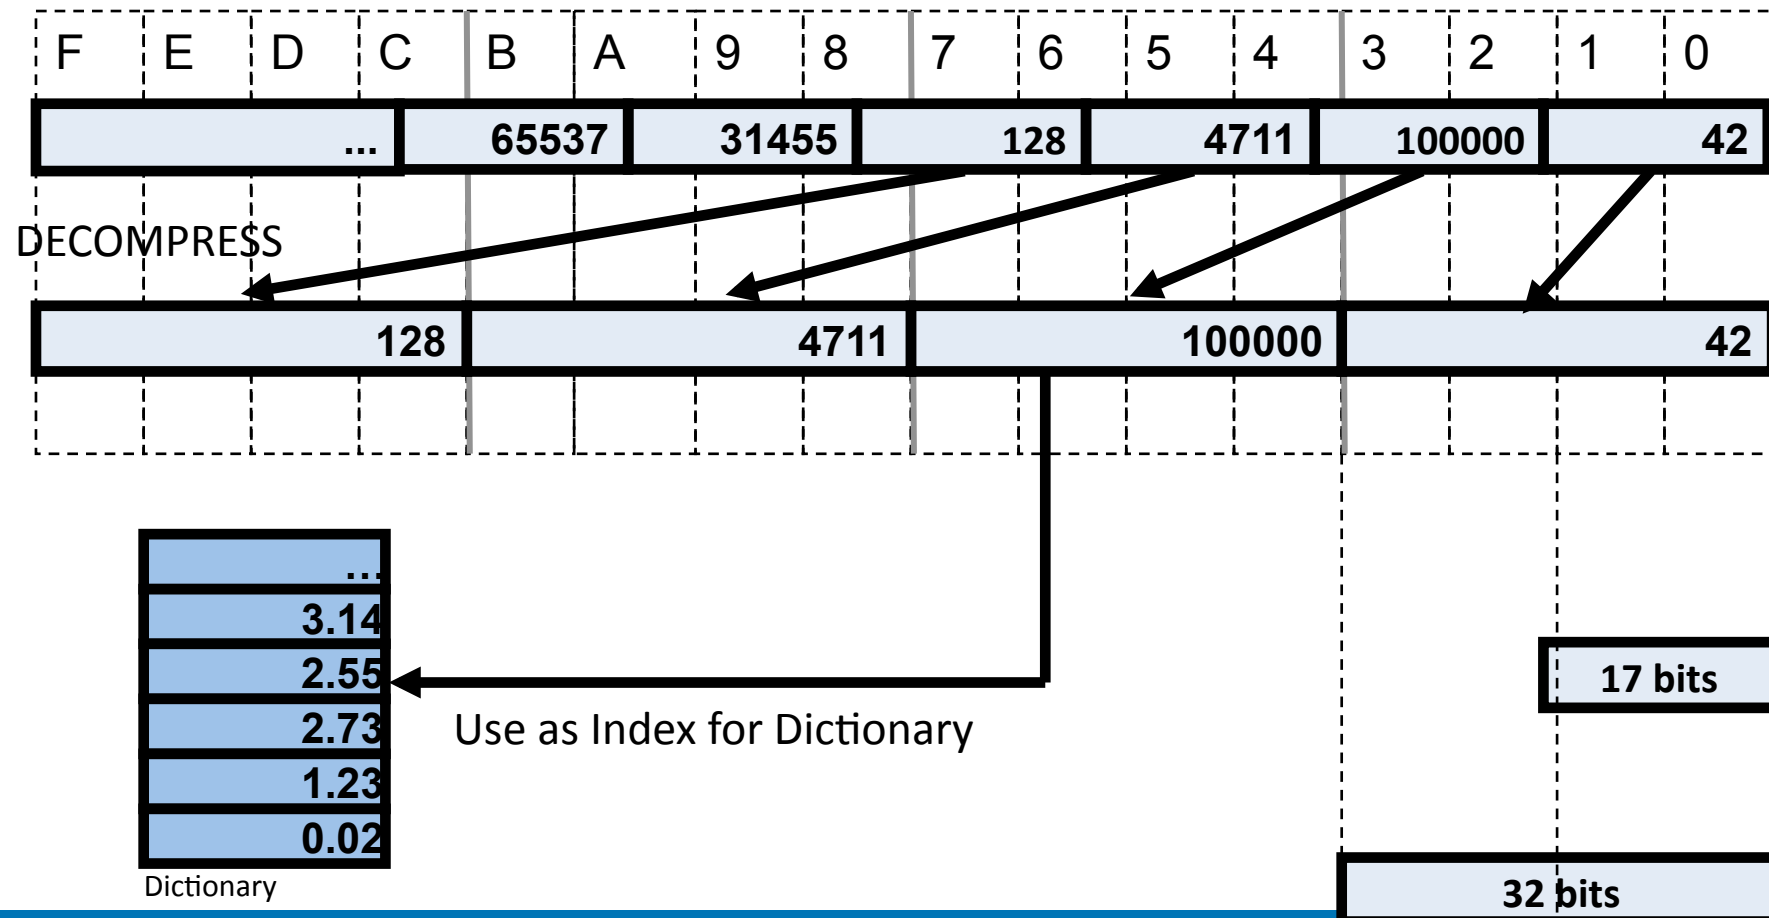 F E D C B A 9 8 7 6 5 4 3 2 1 0
... 65537 31455 128 4711 100000 42
DECOMPRESS
128 4711 100000 42
...
3.14
2.55
2.73
1.23
0.02
Dictionary
Use as Index for Dictionary
17 bits
32 bits